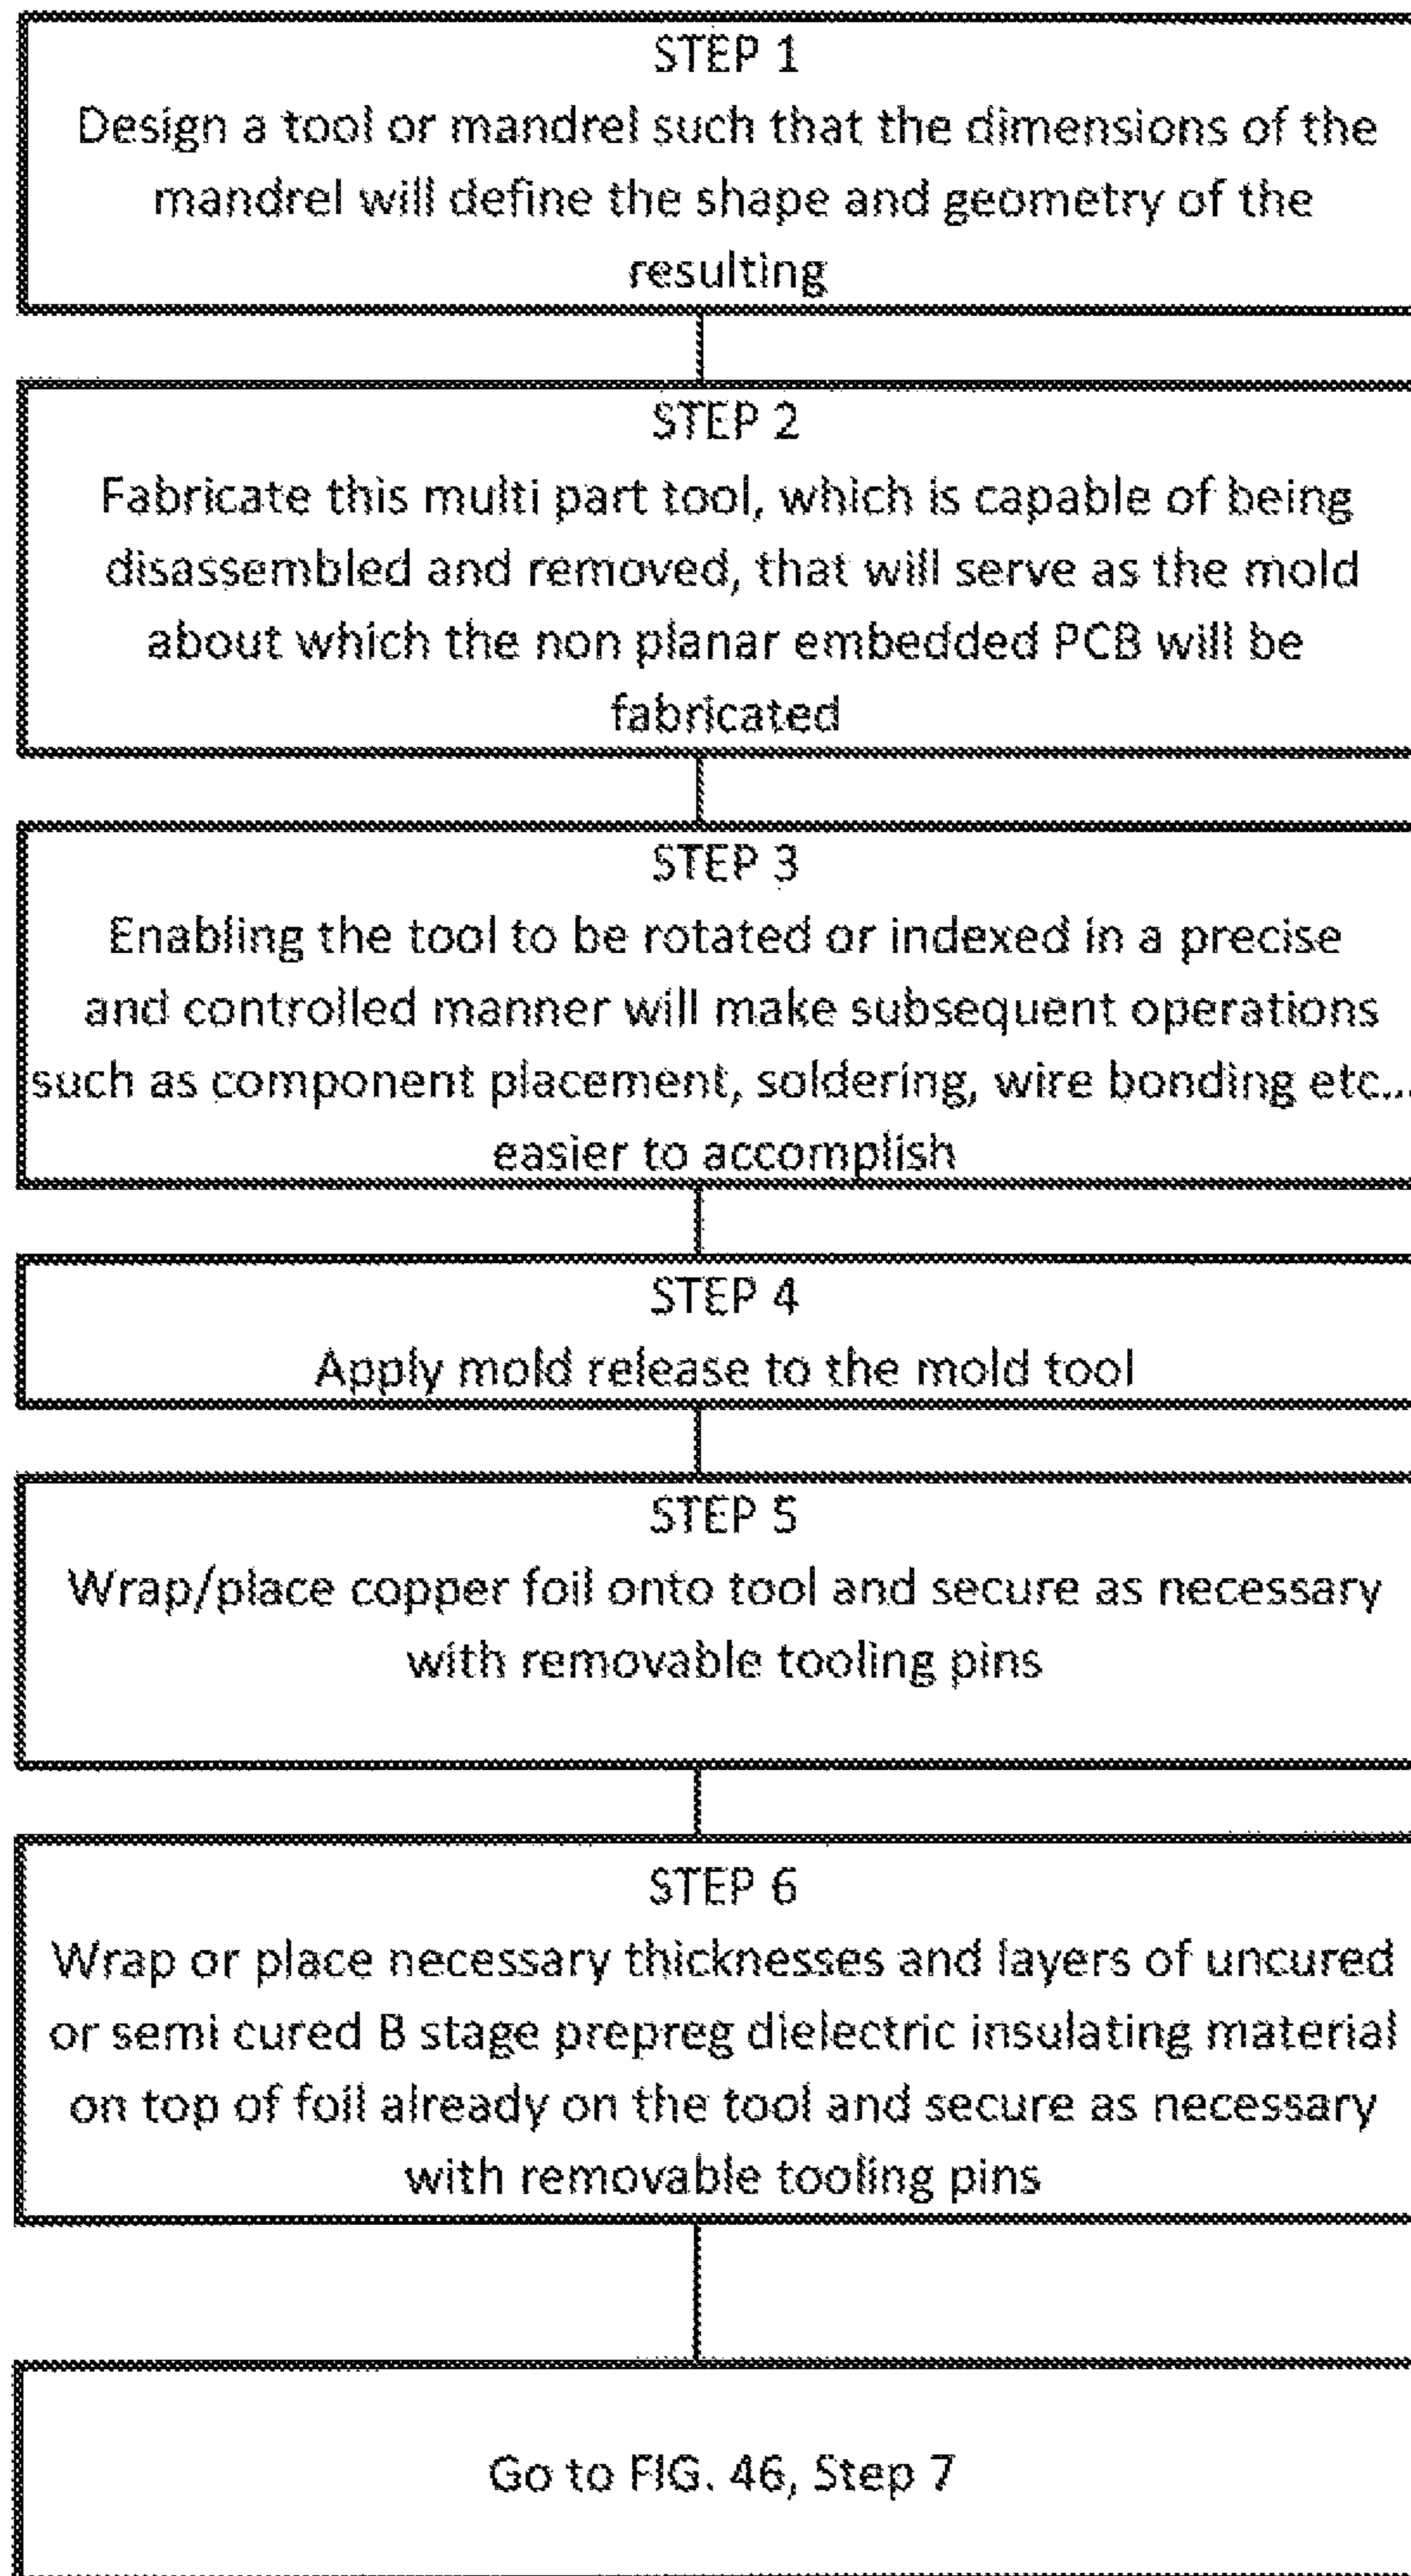 STEP 1
Design a tool or mandrel such that the dimensions of the
mandrel will define the shape and geometry of the
resulting
STEP 2
Fabricate this multi part tool, which is capable of being
disassembled and removed, that will serve as the mold
about which the non planar embedded PCB will be
fabricated
STEP 3
Enabling the tool to be rotated or indexed in a precise
and controlled manner will make subsequent operations
such as component placement, soldering, wire bonding etc...
easier to accomplish
STEP 4
Apply mold release to the mold tool
STEP 5
Wrap/place copper foil onto tool and secure as necessary
with removable tooling pins
STEP 6
Wrap or place necessary thicknesses and layers of uncured
or semi cured B stage prepreg dielectric insulating material
on top of foil already on the tool and secure as necessary
with removable tooling pins
Go to FIG. 46, Step 7